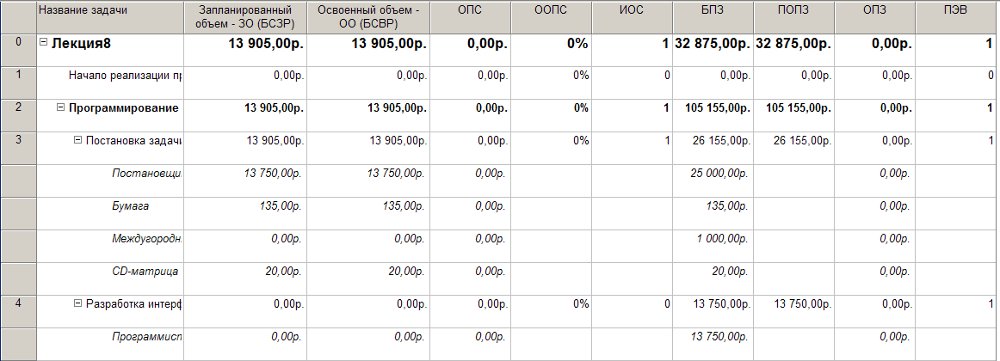 Название задачи Запланированный объем - ЗО (БСЗР) Освоенный объем - ОО (БСВР) ОПС ООПС ИОС БПЗ ПОПЗ ОПЗ ПЭВ
0 Лекция8 13 905,00р. 13 905,00р. 0,00р. 0% 1 32 875,00р. 32 875,00р. 0,00р. 1
1 Начало реализации 0,00р. 0,00р. 0,00р. 0% 0 0,00р. 0,00р. 0,00р. 0
2 Программирование 13 905,00р. 13 905,00р. 0,00р. 0% 1 105 155,00р. 105 155,00р. 0,00р. 1
3 Постановка задачи 13 905,00р. 13 905,00р. 0,00р. 0% 1 26 155,00р. 26 155,00р. 0,00р. 1
Постановщи 13 750,00р. 13 750,00р. 0,00р. 25 000,00р. 0,00р.
Бумага 135,00р. 135,00р. 0,00р. 135,00р. 0,00р.
Междугородн 0,00р. 0,00р. 0,00р. 1 000,00р. 0,00р.
CD-матрица 20,00р. 20,00р. 0,00р. 20,00р. 0,00р.
4 Разработка интерф 0,00р. 0,00р. 0,00р. 0% 0 13 750,00р. 13 750,00р. 0,00р. 1
Программист 0,00р. 0,00р. 0,00р. 13 750,00р. 0,00р.